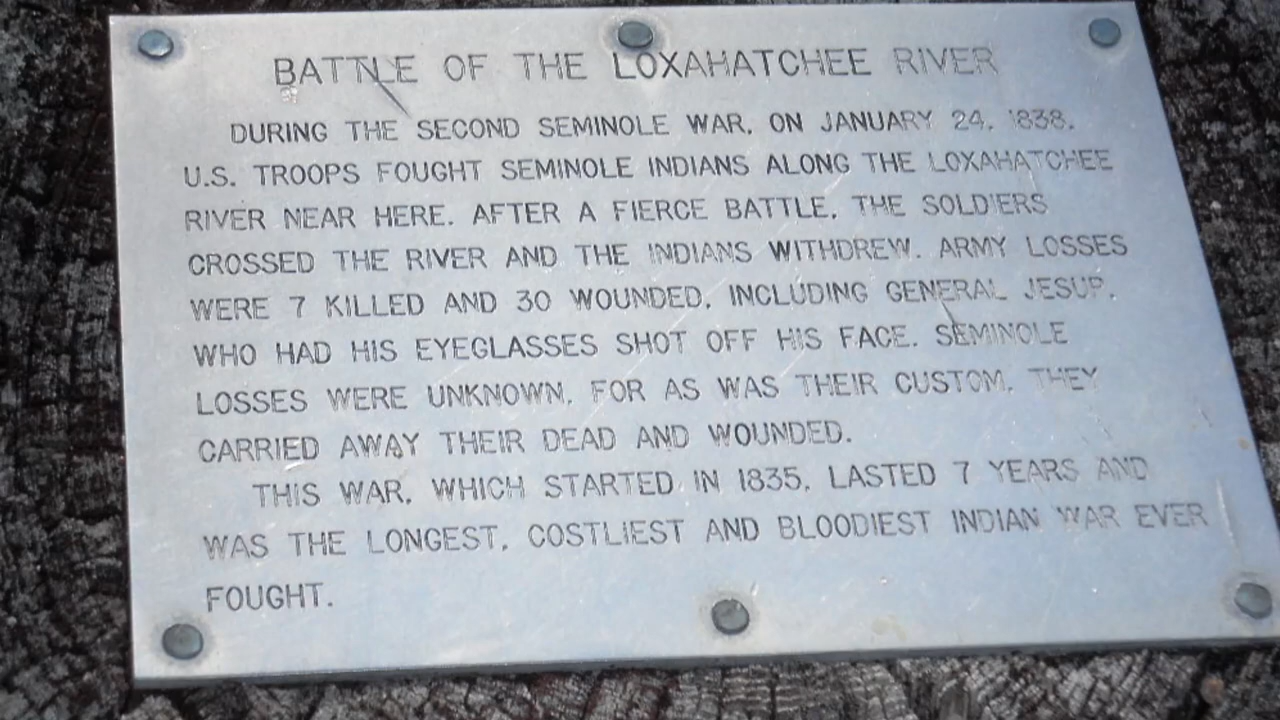 BATTLE OF THE LOXAHATCHEE RIVER
DURING THE SECOND SEMINOLE WAR, ON JANUARY 24, 1838,
U.S. TROOPS FOUGHT SEMINOLE INDIANS ALONG THE LOXAHATCHEE
RIVER NEAR HERE. AFTER A FIERCE BATTLE, THE SOLDIERS
CROSSED THE RIVER AND THE INDIANS WITHDREW. ARMY LOSSES
WERE 7 KILLED AND 30 WOUNDED, INCLUDING GENERAL JESUP,
WHO HAD HIS EYEGLASSES SHOT OFF HIS FACE. SEMINOLE
LOSSES WERE UNKNOWN, FOR AS WAS THEIR CUSTOM, THEY
CARRIED AWAY THEIR DEAD AND WOUNDED.
THIS WAR, WHICH STARTED IN 1835, LASTED 7 YEARS AND
WAS THE LONGEST, COSTLIEST AND BLOODIEST INDIAN WAR EVER
FOUGHT.